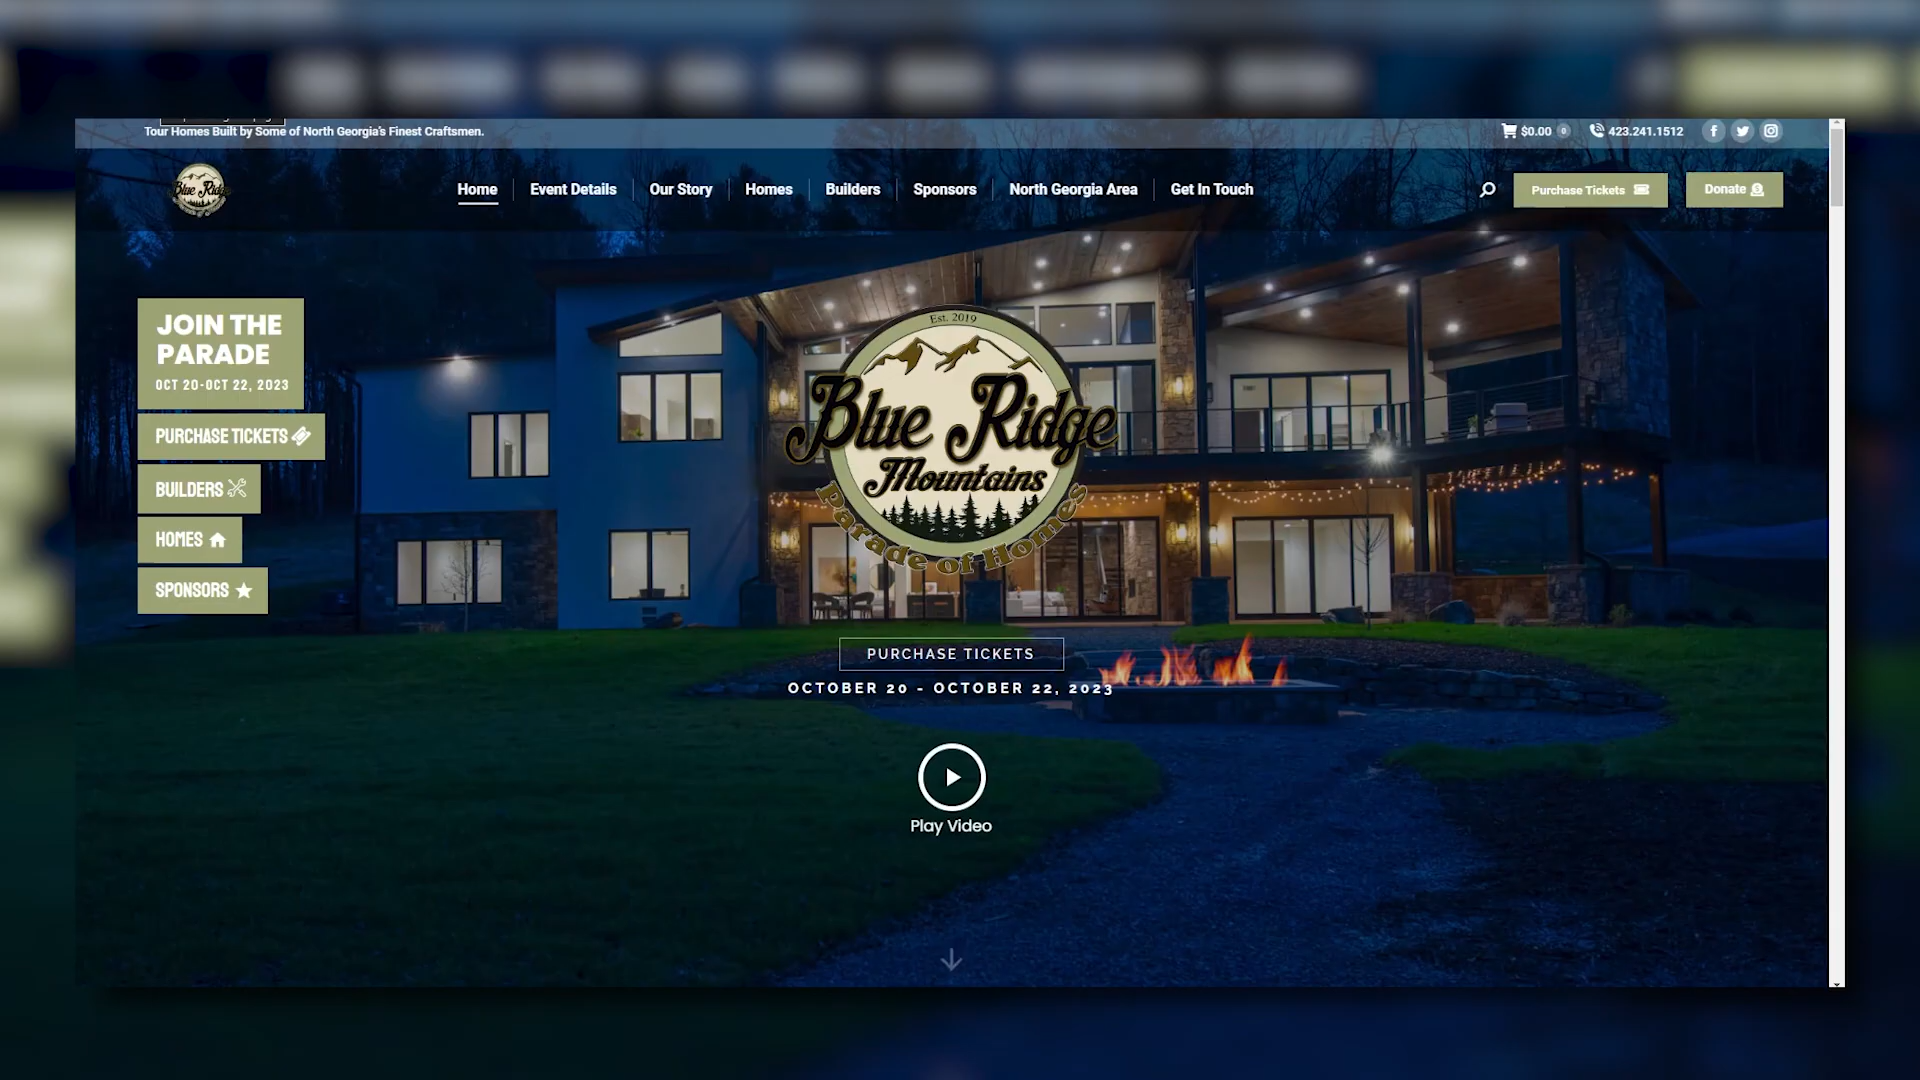 Tour Homes Built by Some of North Georgia's Finest Craftsmen.
$0.00 0
423.241.1512
Blue Ridge
Home
Event Details
Our Story
Homes
Builders
Sponsors
North Georgia Area
Get In Touch
Purchase Tickets
Donate
JOIN THE
PARADE
OCT 20-OCT 22, 2023
PURCHASE TICKETS
BUILDERS
HOMES
SPONSORS
Est. 2019
Blue Ridge
Mountains
Parade of Homes
PURCHASE TICKETS
OCTOBER 20 - OCTOBER 22, 2023
Play Video